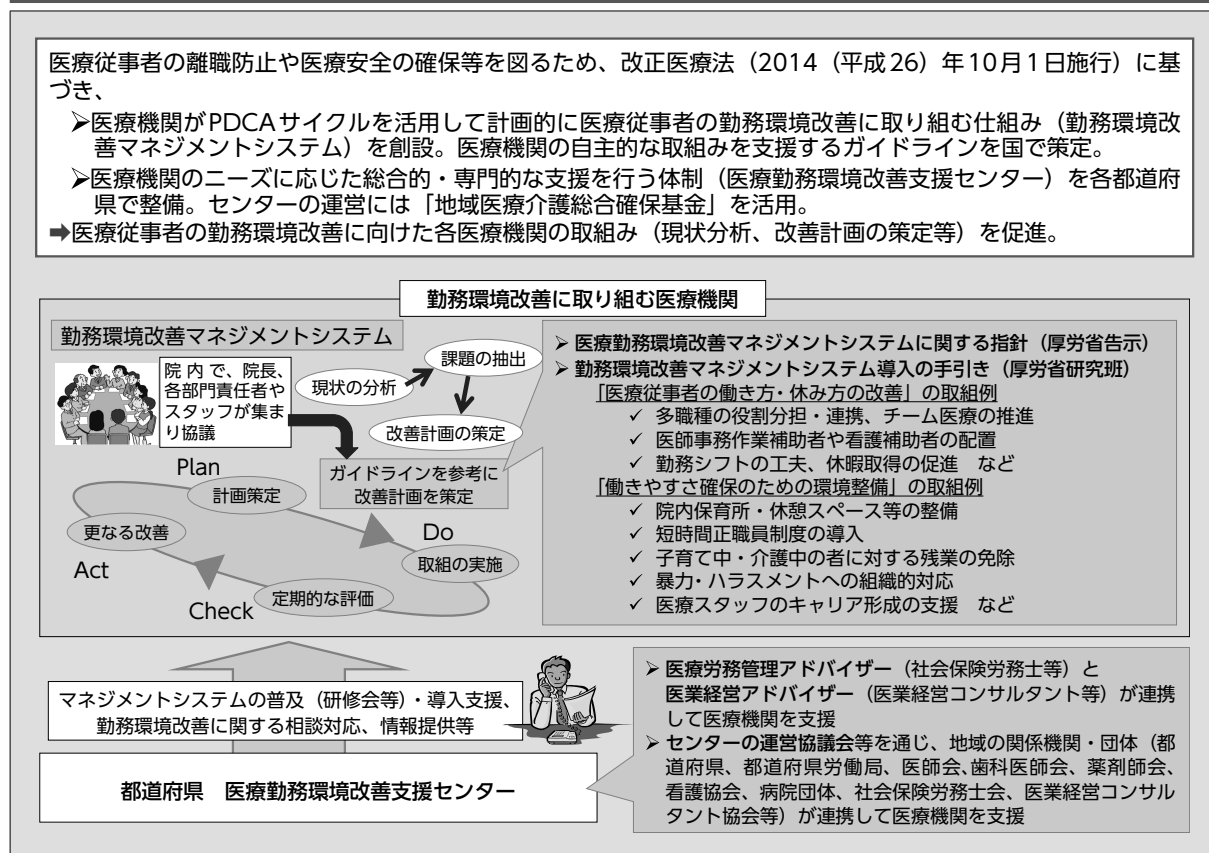 医療従事者の離職防止や医療安全の確保等を図るため、改正医療法（2014（平成26）年10月1日施行）に基
づき、
➢医療機関がPDCAサイクルを活用して計画的に医療従事者の勤務環境改善に取り組む仕組み（勤務環境改
善マネジメントシステム）を創設。医療機関の自主的な取組みを支援するガイドラインを国で策定。
➢医療機関のニーズに応じた総合的・専門的な支援を行う体制（医療勤務環境改善支援センター）を各都道府
県で整備。センターの運営には「地域医療介護総合確保基金」を活用。
➡医療従事者の勤務環境改善に向けた各医療機関の取組み（現状分析、改善計画の策定等）を促進。
勤務環境改善に取り組む医療機関
勤務環境改善マネジメントシステム
院内で、院長、
各部門責任者や
スタッフが集ま
り協議
現状の分析
課題の抽出
改善計画の策定
ガイドラインを参考に
改善計画を策定
Plan
計画策定
更なる改善
Act
Do
取組の実施
Check
定期的な評価
➢ 医療勤務環境改善マネジメントシステムに関する指針（厚労省告示）
➢ 勤務環境改善マネジメントシステム導入の手引き（厚労省研究班）
「医療従事者の働き方・休み方の改善」の取組例
✓ 多職種の役割分担・連携、チーム医療の推進
✓ 医師事務作業補助者や看護補助者の配置
✓ 勤務シフトの工夫、休暇取得の促進　など
「働きやすさ確保のための環境整備」の取組例
✓ 院内保育所・休憩スペース等の整備
✓ 短時間正職員制度の導入
✓ 子育て中・介護中の者に対する残業の免除
✓ 暴力・ハラスメントへの組織的対応
✓ 医療スタッフのキャリア形成の支援　など
マネジメントシステムの普及（研修会等）・導入支援、
勤務環境改善に関する相談対応、情報提供等
都道府県　医療勤務環境改善支援センター
➢ 医療労務管理アドバイザー（社会保険労務士等）と
医業経営アドバイザー（医業経営コンサルタント等）が連携
して医療機関を支援
➢ センターの運営協議会等を通じ、地域の関係機関・団体（都
道府県、都道府県労働局、医師会、歯科医師会、薬剤師会、
看護協会、病院団体、社会保険労務士会、医業経営コンサル
タント協会等）が連携して医療機関を支援